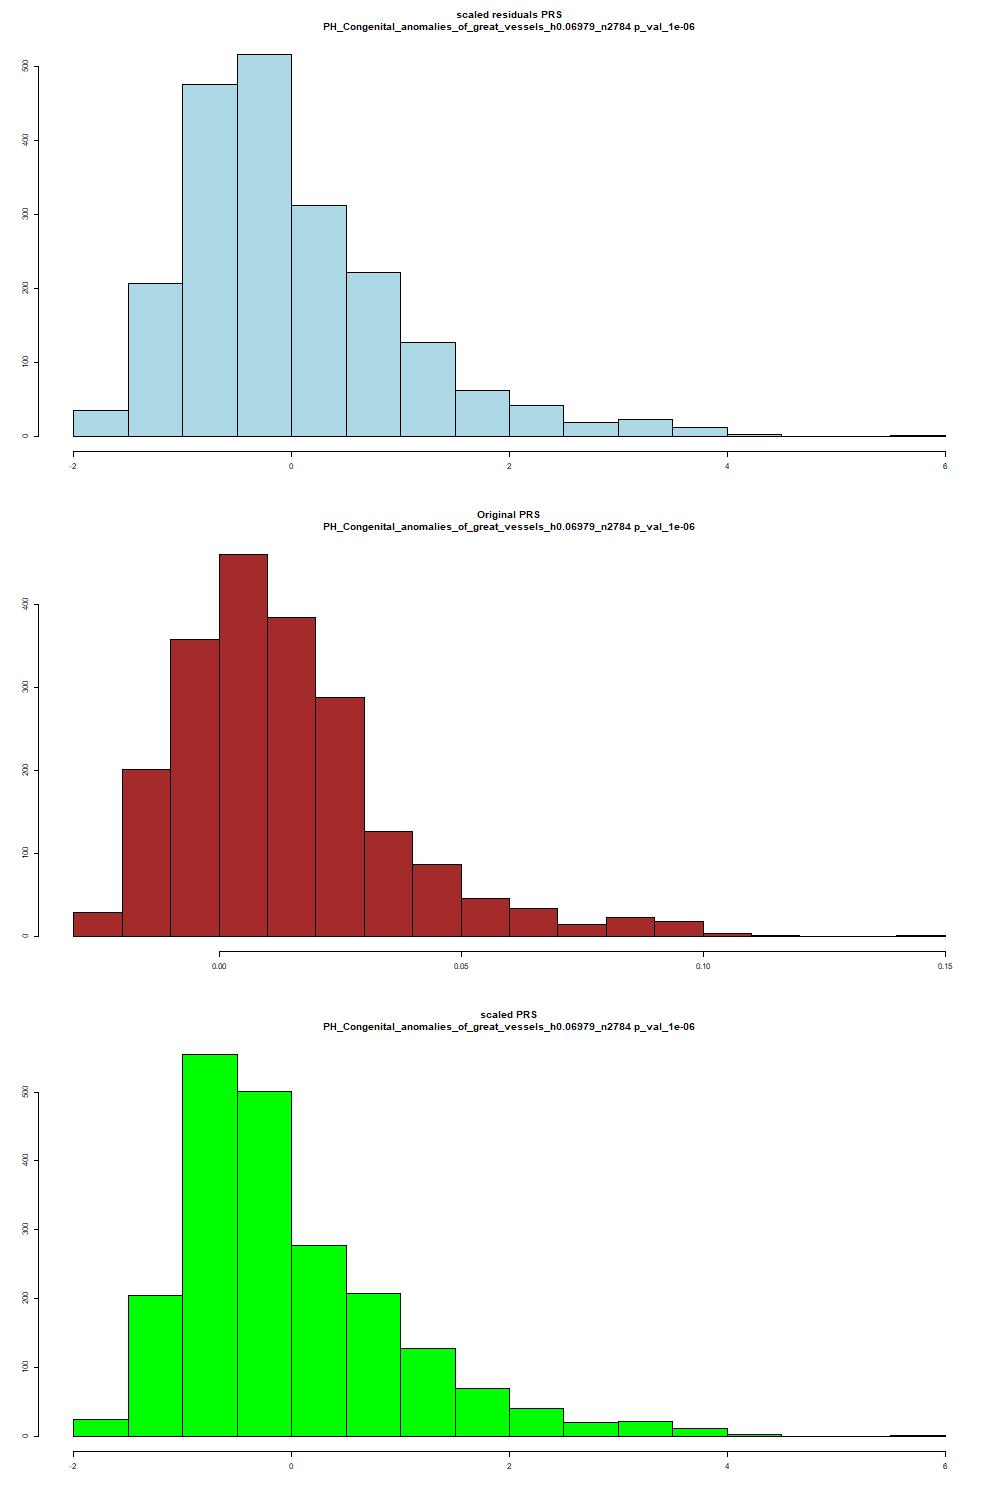 scaled residuals PRS
PH_Congenital_anomalies_of_great_vessels_h0.06979_n2784 p_val_1e-06
500
400
300
200
100
0
-2 0 2 4 6
Original PRS
PH_Congenital_anomalies_of_great_vessels_h0.06979_n2784 p_val_1e-06
400
300
200
100
0
0.00 0.05 0.10 0.15
scaled PRS
PH_Congenital_anomalies_of_great_vessels_h0.06979_n2784 p_val_1e-06
500
400
300
200
100
0
-2 0 2 4 6